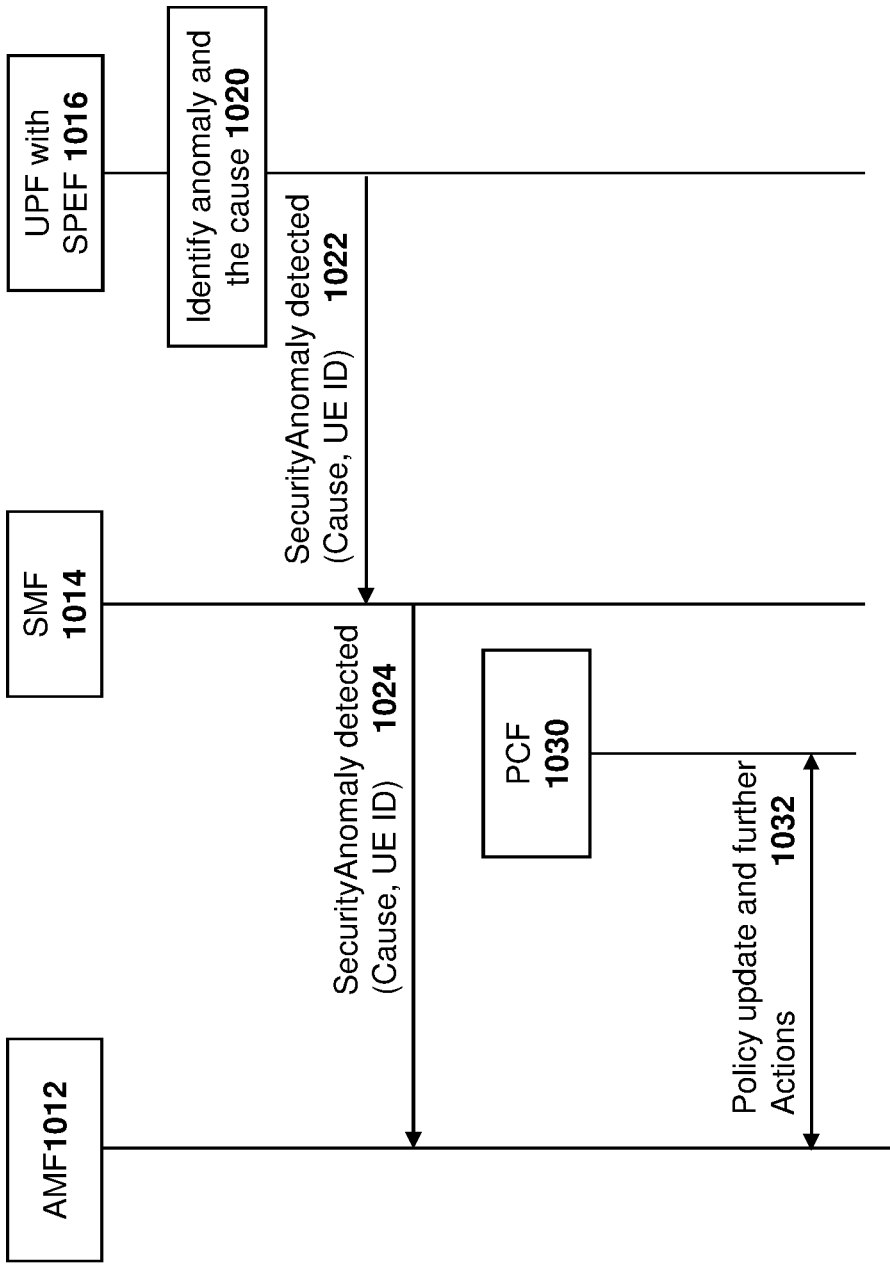 AMF1012
SMF
1014
UPF with
SPEF 1016
Identify anomaly and
the cause 1020
SecurityAnomaly detected
(Cause, UE ID) 1022
SecurityAnomaly detected
(Cause, UE ID) 1024
PCF
1030
Policy update and further
Actions 1032